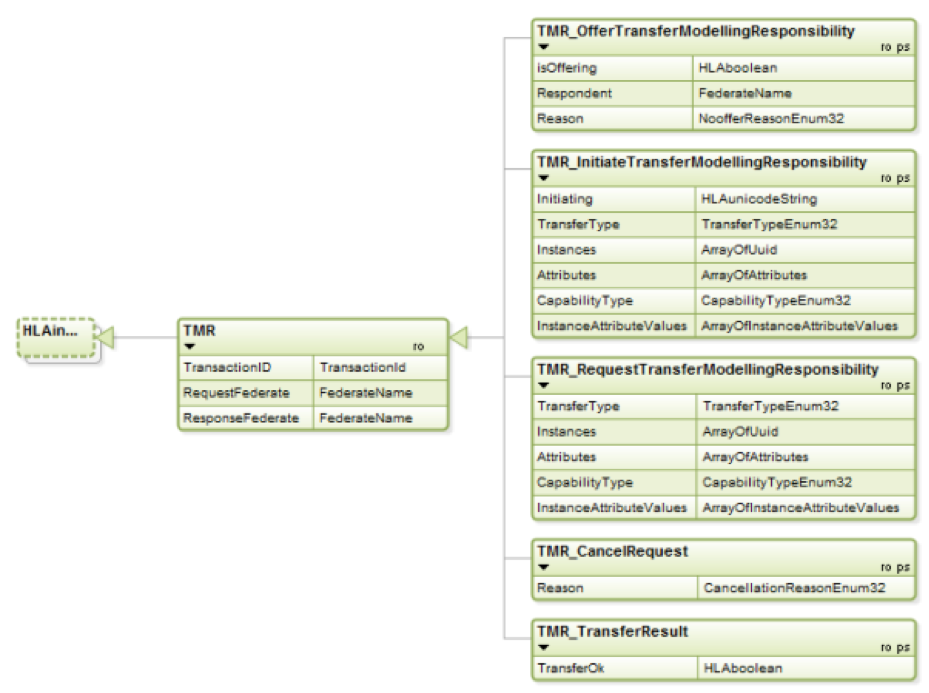 HLAin...
TMR
ro
TransactionID TransactionId
RequestFederate FederateName
ResponseFederate FederateName
TMR_OfferTransferModellingResponsibility
ro ps
isOffering HLAboolean
Respondent FederateName
Reason NoofferReasonEnum32
TMR_InitiateTransferModellingResponsibility
ro ps
Initiating HLAunicodeString
TransferType TransferTypeEnum32
Instances ArrayOfUuid
Attributes ArrayOfAttributes
CapabilityType CapabilityTypeEnum32
InstanceAttributeValues ArrayOfInstanceAttributeValues
TMR_RequestTransferModellingResponsibility
ro ps
TransferType TransferTypeEnum32
Instances ArrayOfUuid
Attributes ArrayOfAttributes
CapabilityType CapabilityTypeEnum32
InstanceAttributeValues ArrayOfInstanceAttributeValues
TMR_CancelRequest
ro ps
Reason CancellationReasonEnum32
TMR_TransferResult
ro ps
TransferOk HLAboolean